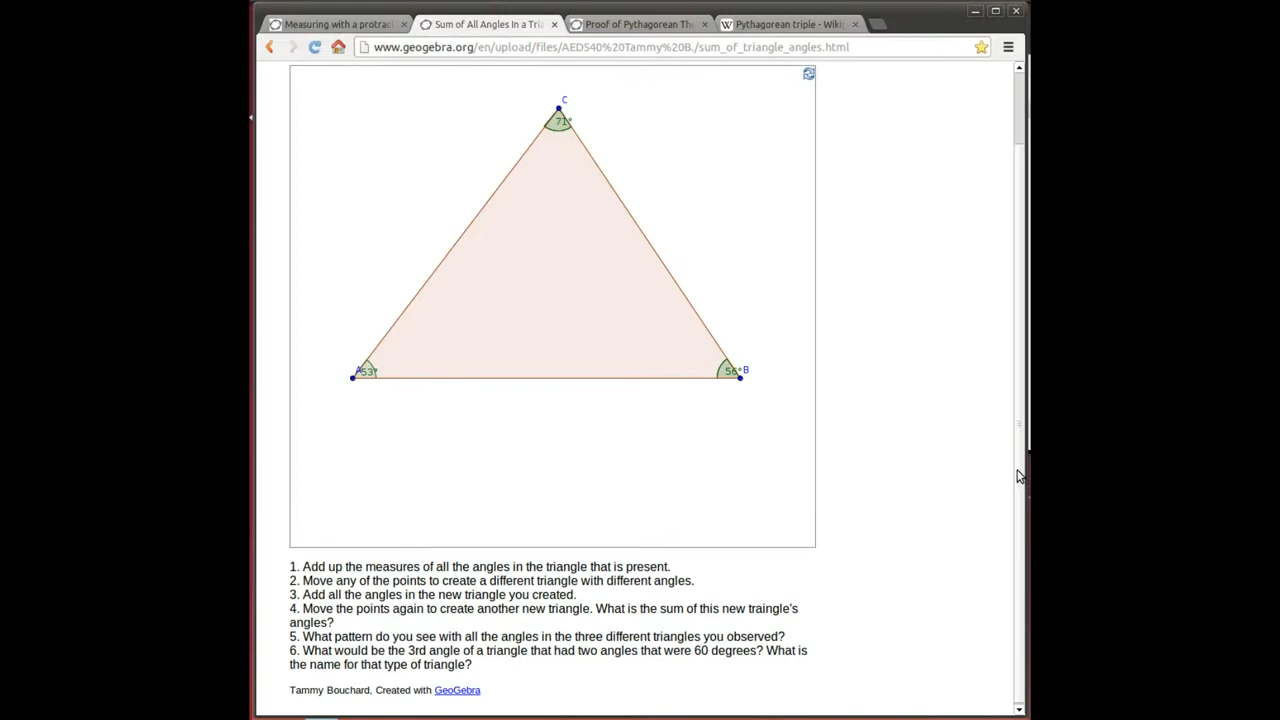 Measuring with a protrac
Sum of All Angles In a Tria
Proof of Pythagorean The
Pythagorean triple - Wiki
www.geogebra.org/en/upload/files/AED540%20Tammy%20B./sum_of_triangle_angles.html
C
71°
A 53°
56° B
1. Add up the measures of all the angles in the triangle that is present.
2. Move any of the points to create a different triangle with different angles.
3. Add all the angles in the new triangle you created.
4. Move the points again to create another new triangle. What is the sum of this new traingle's
angles?
5. What pattern do you see with all the angles in the three different triangles you observed?
6. What would be the 3rd angle of a triangle that had two angles that were 60 degrees? What is
the name for that type of triangle?
Tammy Bouchard, Created with GeoGebra